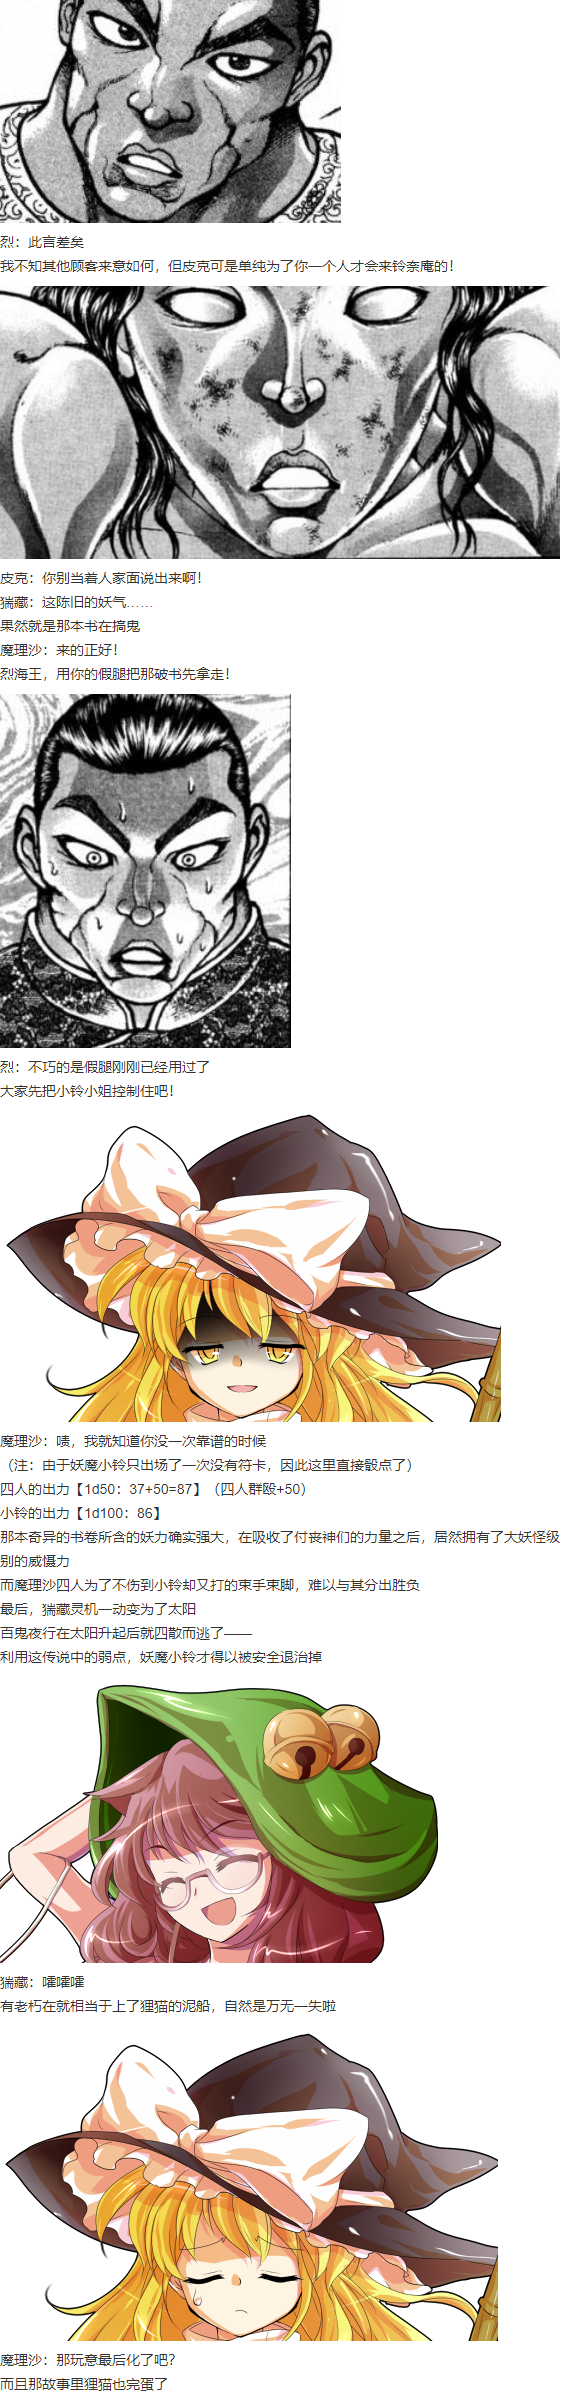 烈：此言差矣
我不知其他顾客来意如何，但皮克可是单纯为了你一个人才会来铃奈庵的！
皮克：你别当着人家面说出来啊！
猯藏：这陈旧的妖气……
果然就是那本书在搞鬼
魔理沙：来的正好！
烈海王，用你的假腿把那破书先拿走！
烈：不巧的是假腿刚刚已经用过了
大家先把小铃小姐控制住吧！
魔理沙：啧，我就知道你没一次靠谱的时候
（注：由于妖魔小铃只出场了一次没有符卡，因此这里直接骰点了）
四人的出力【1d50：37+50=87】（四人群殴+50）
小铃的出力【1d100：86】
那本奇异的书卷所含的妖力确实强大，在吸收了付丧神们的力量之后，居然拥有了大妖怪级
别的威慑力
而魔理沙四人为了不伤到小铃却又打的束手束脚，难以与其分出胜负
最后，猯藏灵机一动变为了太阳
百鬼夜行在太阳升起后就四散而逃了——
利用这传说中的弱点，妖魔小铃才得以被安全退治掉
猯藏：嚯嚯嚯
有老朽在就相当于上了狸猫的泥船，自然是万无一失啦
魔理沙：那玩意最后化了吧？
而且那故事里狸猫也完蛋了